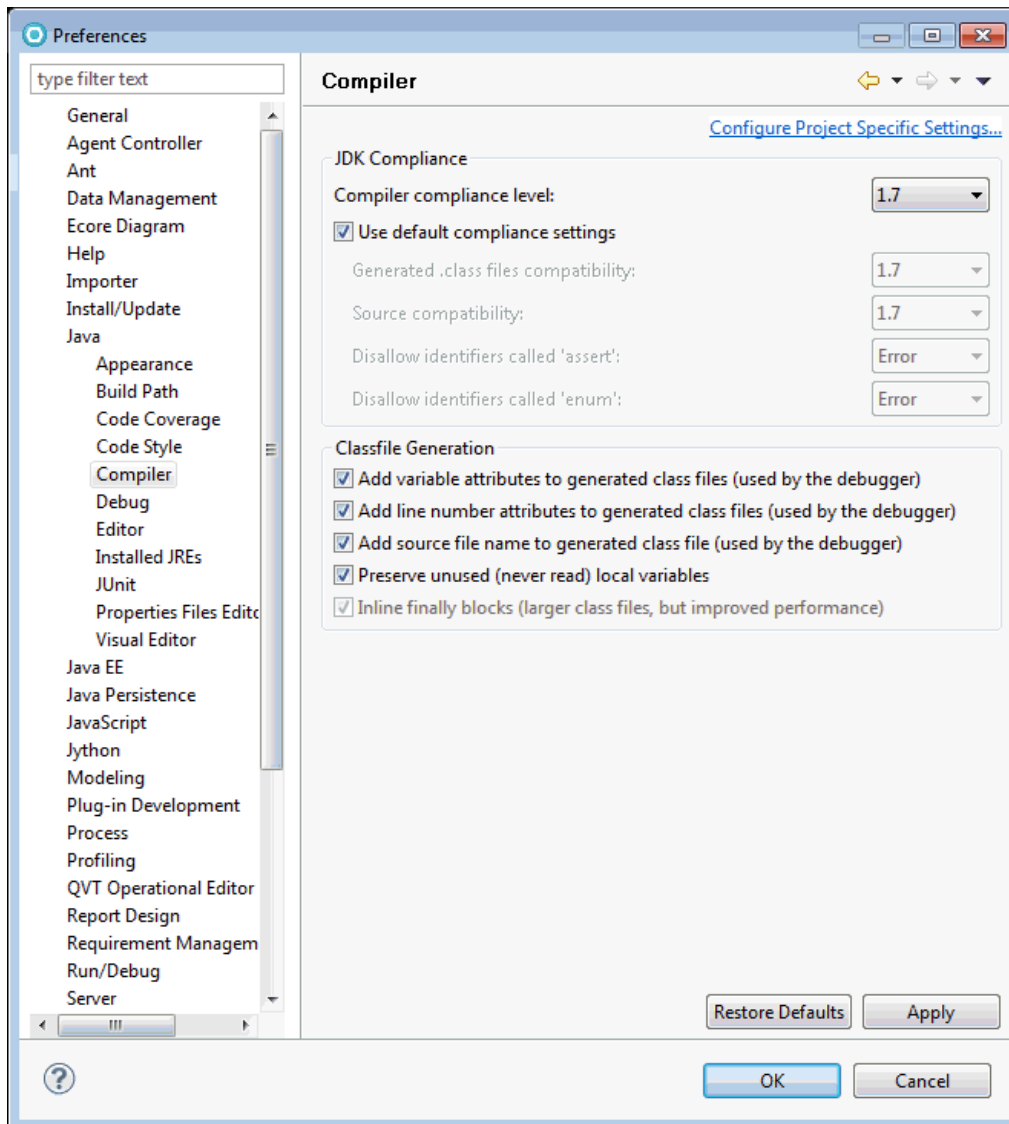 Preferences
type filter text
General
Agent Controller
Ant
Data Management
Ecore Diagram
Help
Importer
Install/Update
Java
Appearance
Build Path
Code Coverage
Code Style
Compiler
Debug
Editor
Installed JREs
JUnit
Properties Files Edito
Visual Editor
Java EE
Java Persistence
JavaScript
Jython
Modeling
Plug-in Development
Process
Profiling
QVT Operational Editor
Report Design
Requirement Managem
Run/Debug
Server
Compiler
Configure Project Specific Settings...
JDK Compliance
Compiler compliance level: 1.7
Use default compliance settings
Generated .class files compatibility: 1.7
Source compatibility: 1.7
Disallow identifiers called 'assert': Error
Disallow identifiers called 'enum': Error
Classfile Generation
Add variable attributes to generated class files (used by the debugger)
Add line number attributes to generated class files (used by the debugger)
Add source file name to generated class file (used by the debugger)
Preserve unused (never read) local variables
Inline finally blocks (larger class files, but improved performance)
Restore Defaults Apply
? OK Cancel